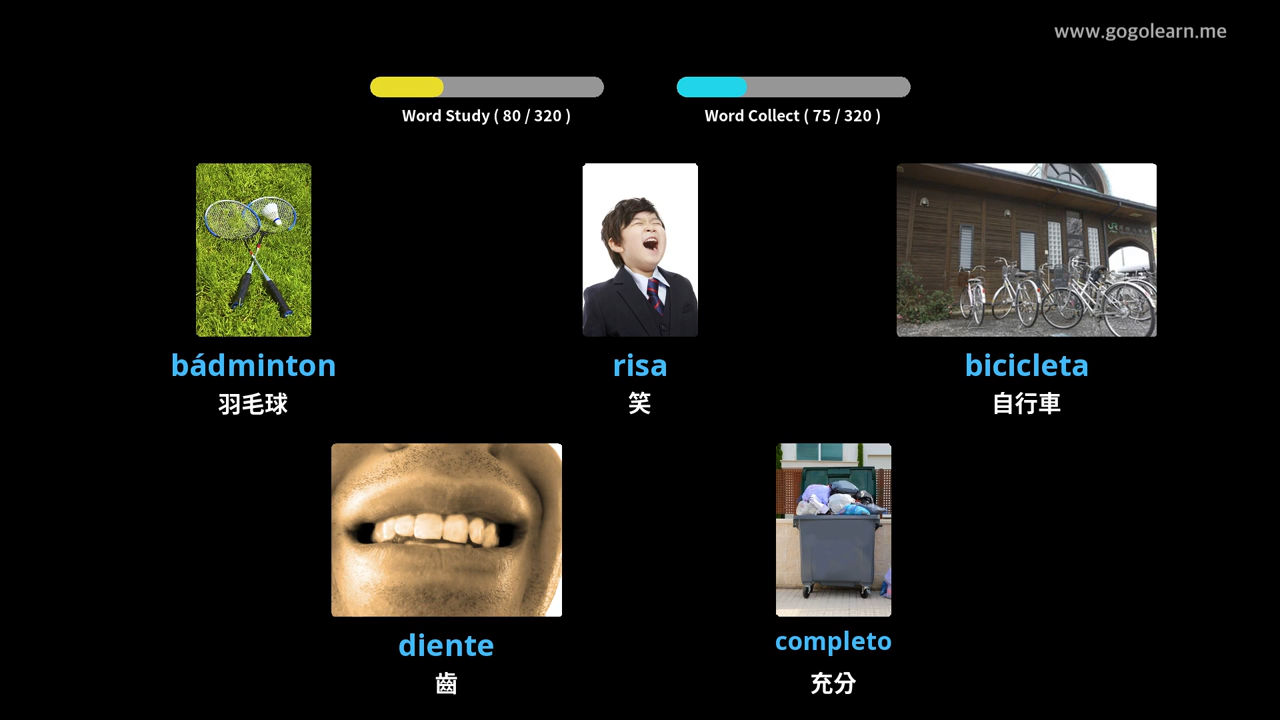 www.gogolearn.me
Word Study ( 80 / 320 )
Word Collect ( 75 / 320 )
bádminton
羽毛球
risa
笑
bicicleta
自行車
diente
齒
completo
充分